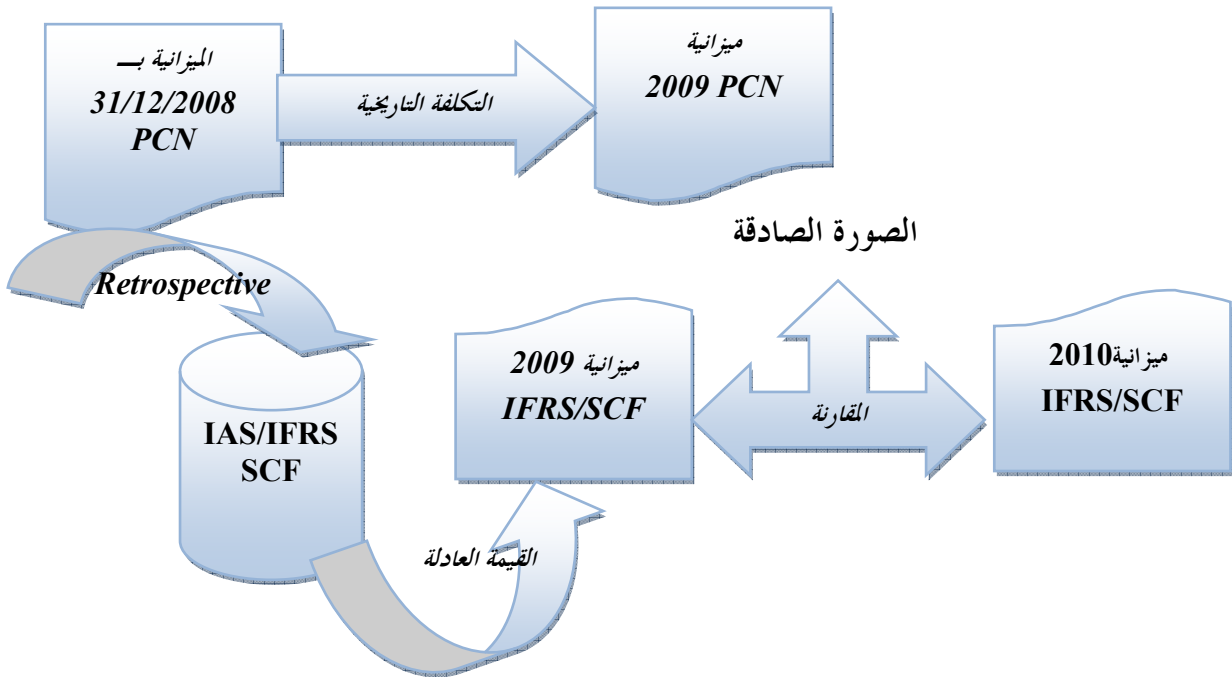 الميزانية بـــ
31/12/2008
PCN
التكلفة التاريخية
ميزانية
2009 PCN
الصورة الصادقة
Retrospective
IAS/IFRS
SCF
ميزانية 2009
IFRS/SCF
المقارنة
ميزانية2010
IFRS/SCF
القيمة العادلة